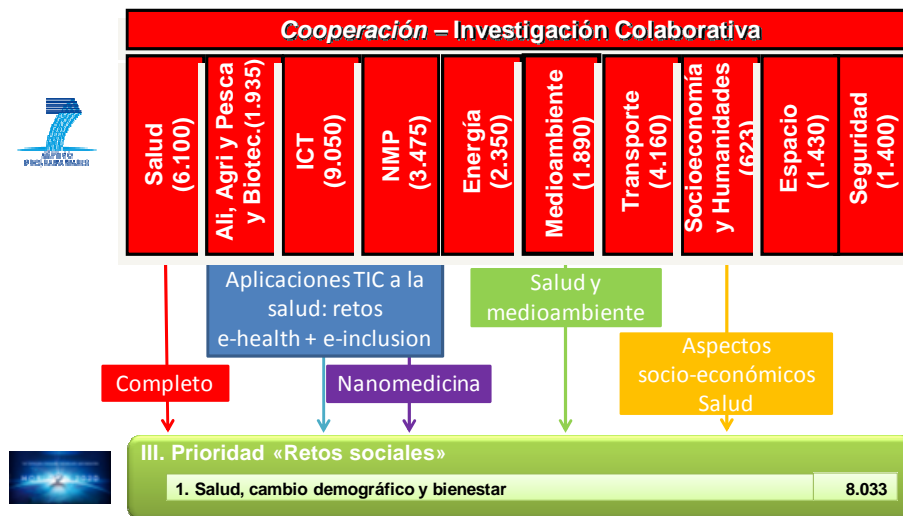 Cooperación – Investigación Colaborativa
Salud
(6.100)
Ali, Agri y Pesca
y Biotec.(1.935)
ICT
(9.050)
NMP
(3.475)
Energía
(2.350)
Medioambiente
(1.890)
Transporte
(4.160)
Socioeconomía
y Humanidades
(623)
Espacio
(1.430)
Seguridad
(1.400)
Aplicaciones TIC a la
salud: retos
e-health + e-inclusion
Salud y
medioambiente
Completo
Nanomedicina
Aspectos
socio-económicos
Salud
III. Prioridad «Retos sociales»
1. Salud, cambio demográfico y bienestar
8.033